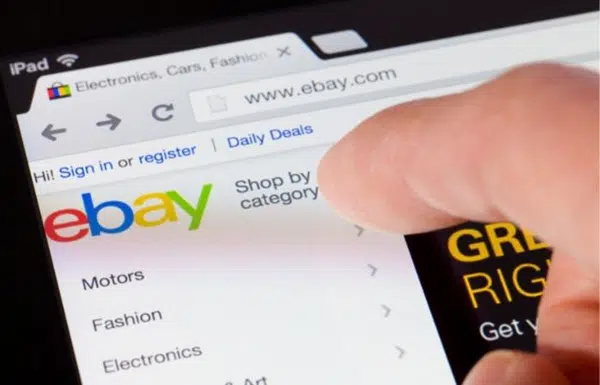 iPad
Electronics, Cars, Fashion
www.ebay.com
Hi! Sign in or register | Daily Deals
ebay
Shop by
category
Motors
Fashion
Electronics
& Art
GRE
RIG
Get y